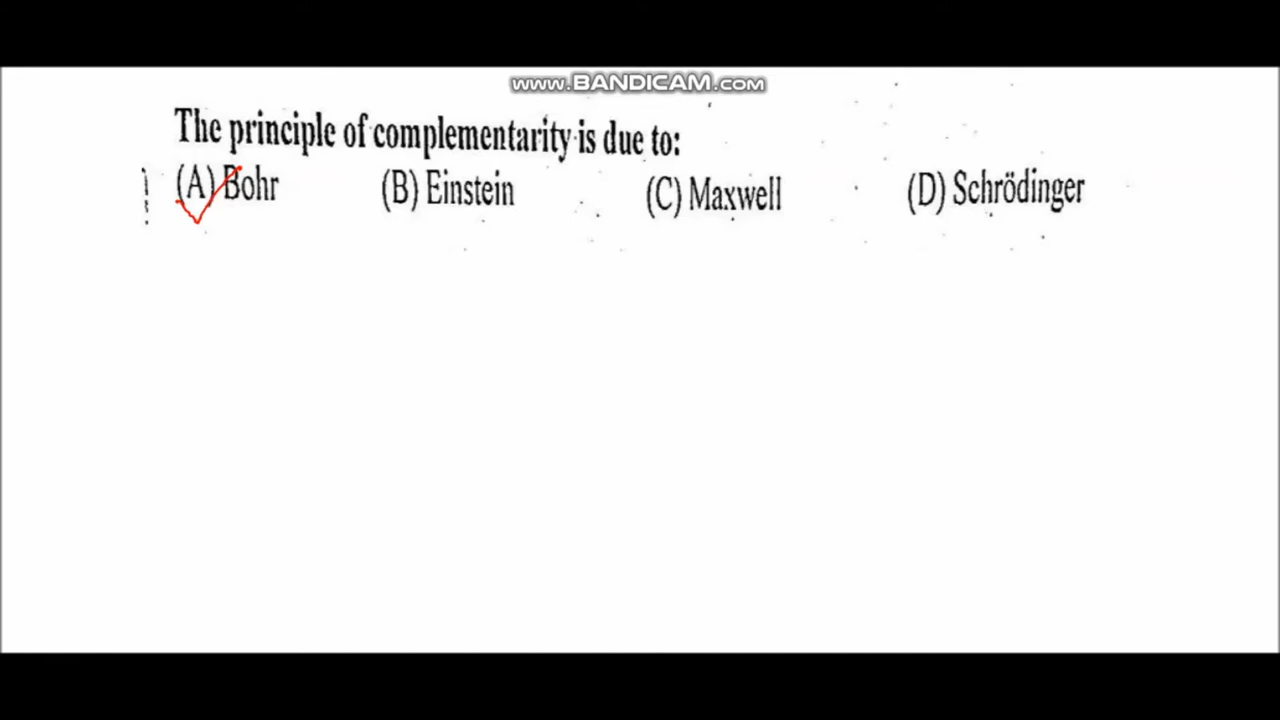 www.BANDICAM.com
The principle of complementarity is due to:
(A) Bohr (B) Einstein (C) Maxwell (D) Schrödinger